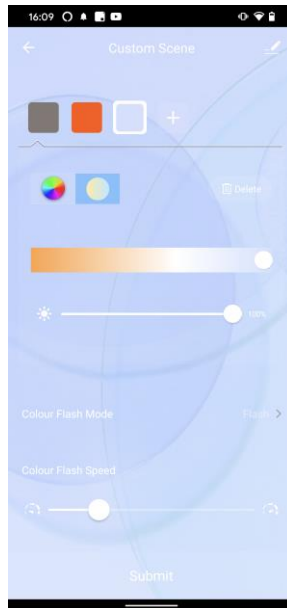 16:09
Custom Scene
+
Delete
100%
Colour Flash Mode
Flash >
Colour Flash Speed
Submit